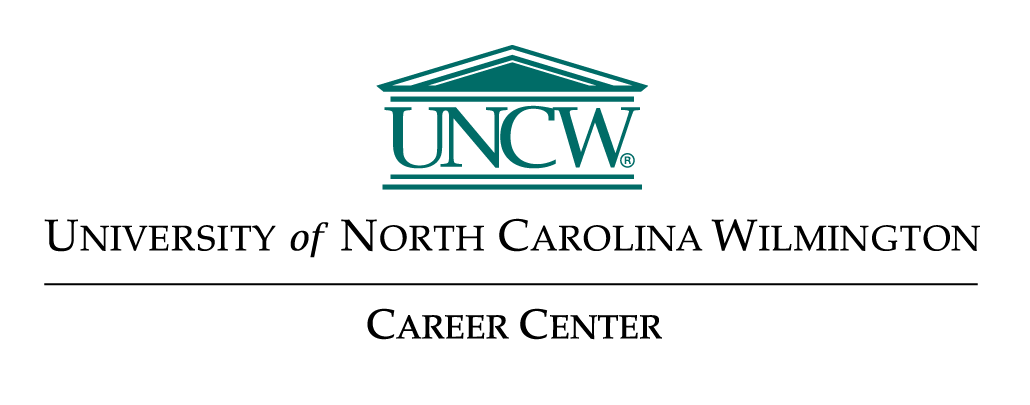 UNCW®
UNIVERSITY of NORTH CAROLINA WILMINGTON
CAREER CENTER